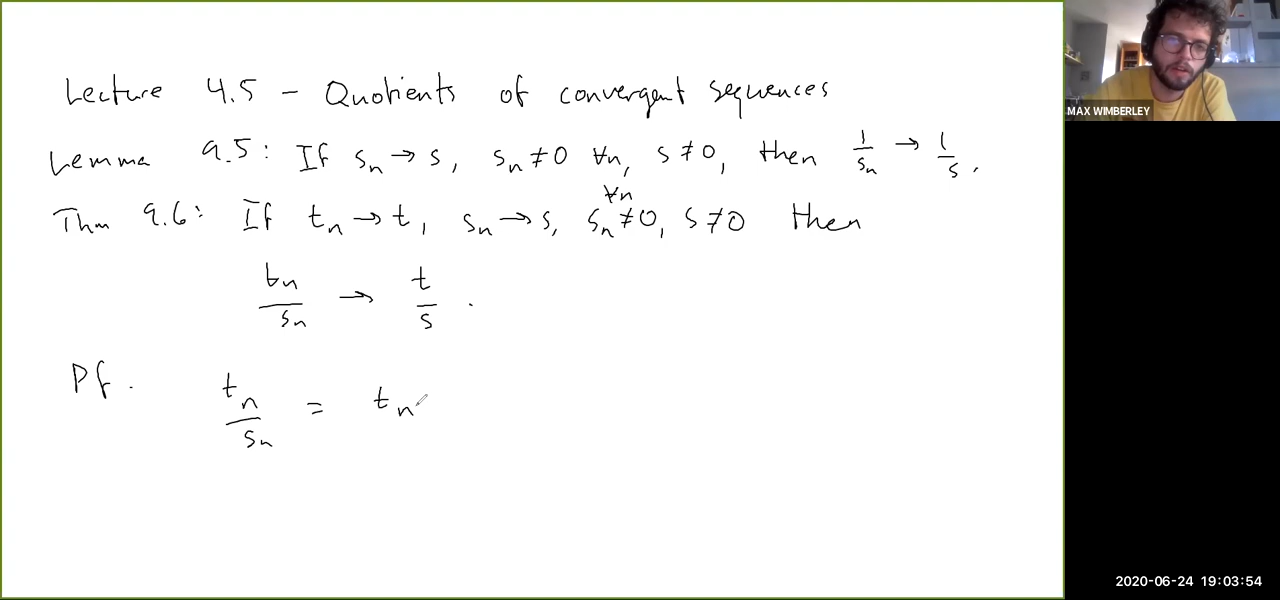 Lecture 4.5 - Quotients of convergent sequences
Lemma 9.5: If sₙ → s, sₙ ≠ 0 ∀n, s ≠ 0, then 1/sₙ → 1/s.
∀n
Thm 9.6: If tₙ → t, sₙ → s, sₙ ≠ 0, s ≠ 0 then
tₙ/sₙ → t/s.
Pf. tₙ/sₙ = tₙ
MAX WIMBERLEY
2020-06-24 19:03:54